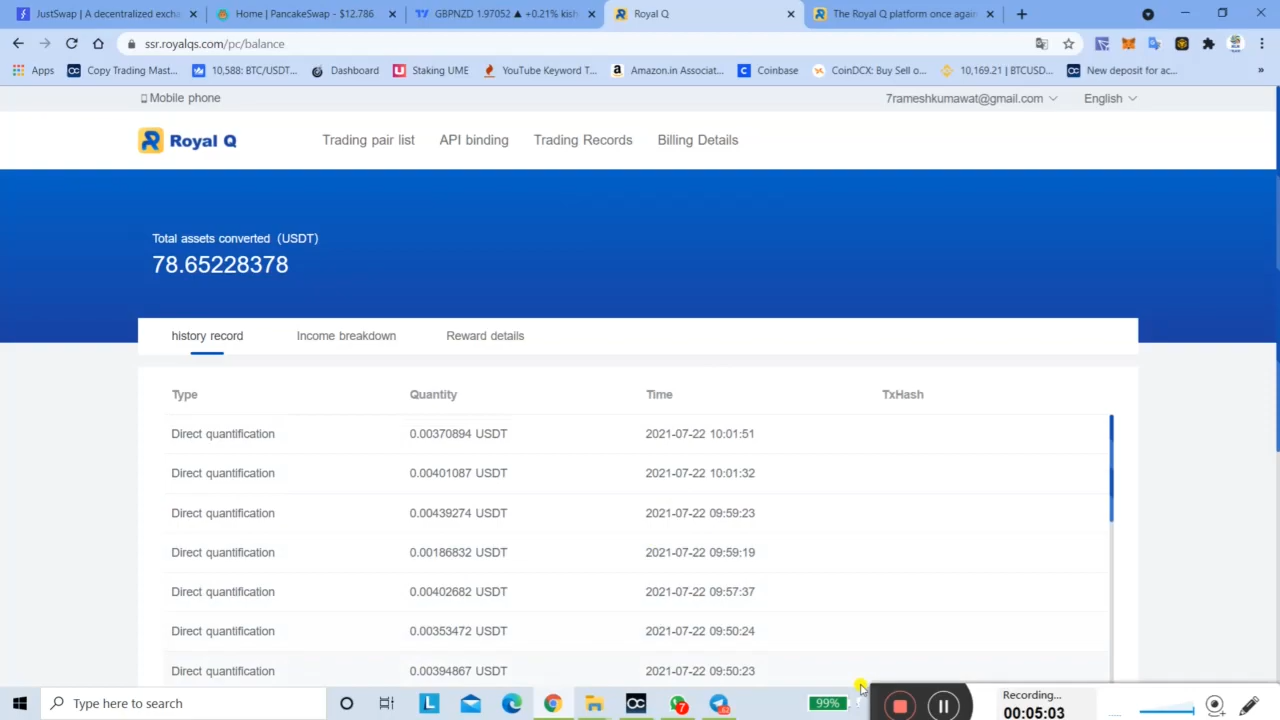 JustSwap | A decentralized excha
Home | PancakeSwap - $12.786
GBPNZD 1.97052 ▲ +0.21% kish
Royal Q
The Royal Q platform once again
ssr.royalqs.com/pc/balance
Apps
Copy Trading Mast...
10,588: BTC/USDT...
Dashboard
Staking UME
YouTube Keyword T...
Amazon.in Associat...
Coinbase
CoinDCX: Buy Sell o...
10,169.21 | BTCUSD...
New deposit for ac...
»
Mobile phone
7rameshkumawat@gmail.com
English
Royal Q
Trading pair list
API binding
Trading Records
Billing Details
Total assets converted (USDT)
78.65228378
history record
Income breakdown
Reward details
Type Quantity Time TxHash
Direct quantification 0.00370894 USDT 2021-07-22 10:01:51
Direct quantification 0.00401087 USDT 2021-07-22 10:01:32
Direct quantification 0.00439274 USDT 2021-07-22 09:59:23
Direct quantification 0.00186832 USDT 2021-07-22 09:59:19
Direct quantification 0.00402682 USDT 2021-07-22 09:57:37
Direct quantification 0.00353472 USDT 2021-07-22 09:50:24
Direct quantification 0.00394867 USDT 2021-07-22 09:50:23
Type here to search
99%
Recording...
00:05:03